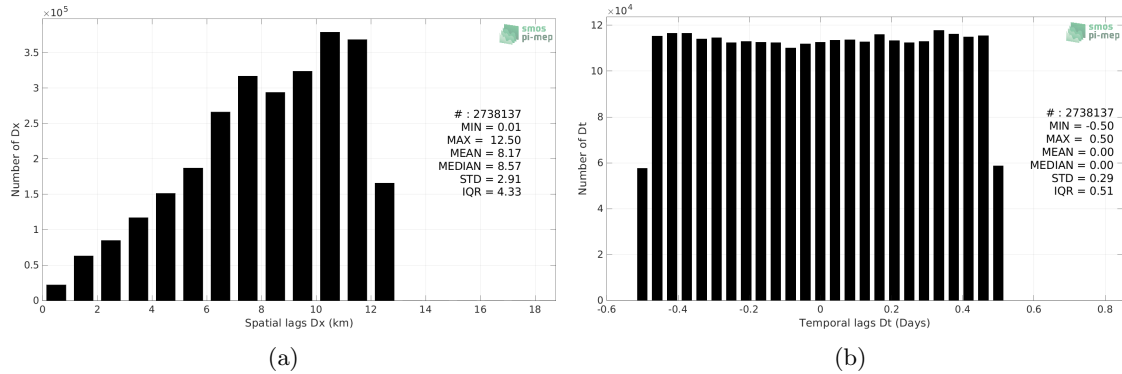 ×10⁵
smos
pi-mep
3.5
3
2.5
2
1.5
1
0.5
0
Number of Dx
# : 2738137
MIN = 0.01
MAX = 12.50
MEAN = 8.17
MEDIAN = 8.57
STD = 2.91
IQR = 4.33
0 2 4 6 8 10 12 14 16 18
Spatial lags Dx (km)
(a)
×10⁴
smos
pi-mep
12
10
8
6
4
2
0
Number of Dt
# : 2738137
MIN = -0.50
MAX = 0.50
MEAN = 0.00
MEDIAN = 0.00
STD = 0.29
IQR = 0.51
-0.6 -0.4 -0.2 0 0.2 0.4 0.6 0.8
Temporal lags Dt (Days)
(b)